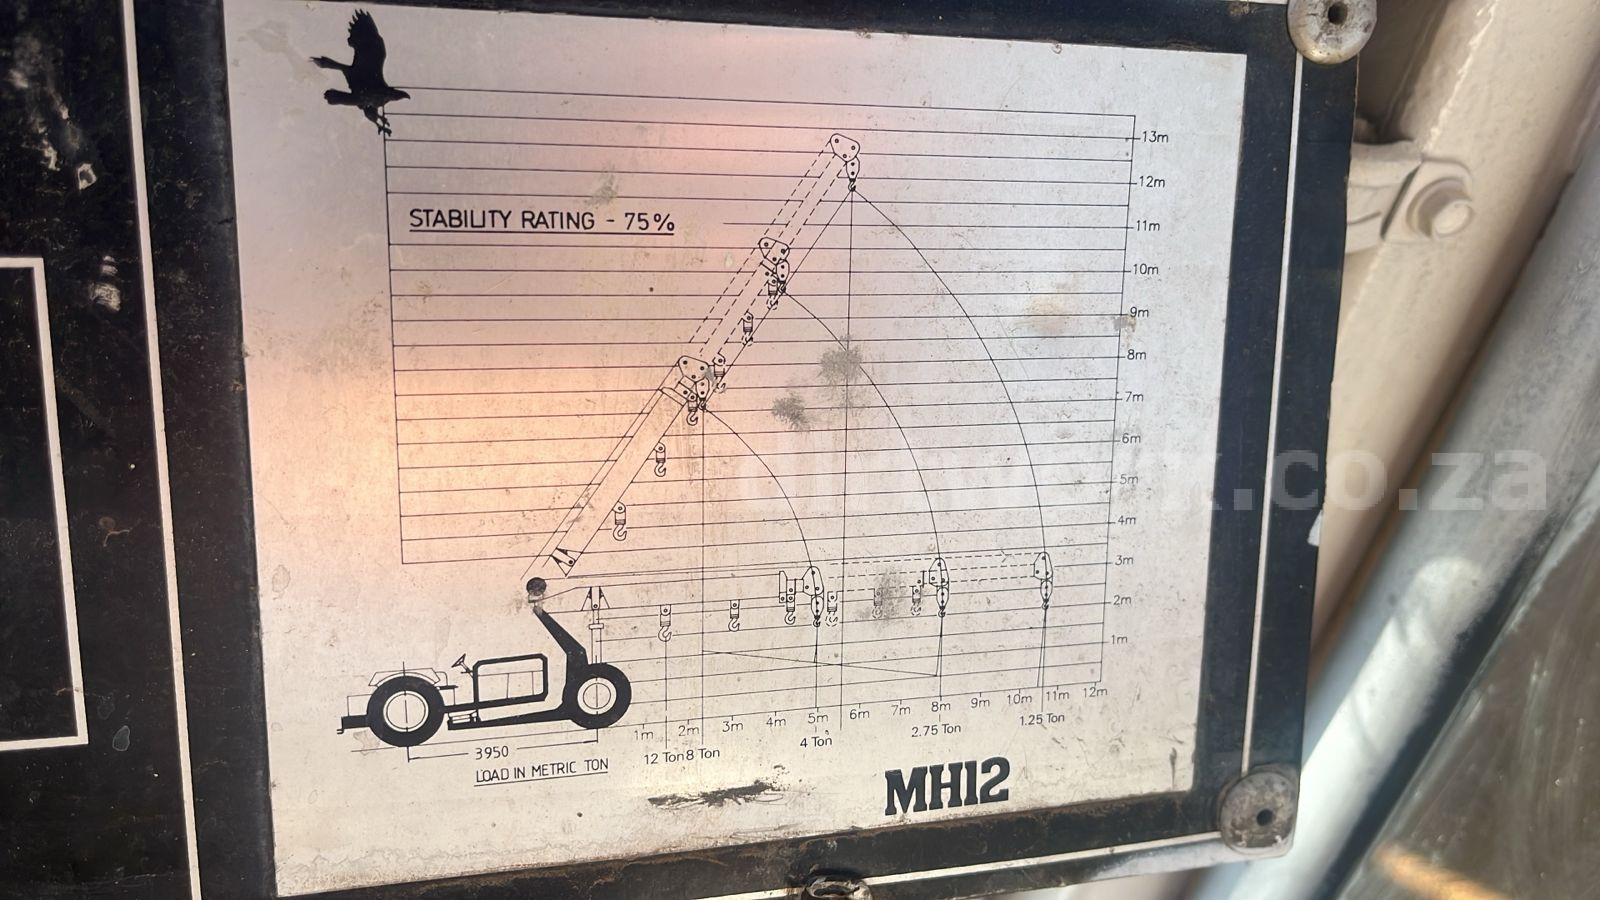 STABILITY RATING - 75%
13m
12m
11m
10m
9m
8m
7m
6m
5m
4m
3m
2m
1m
1m 2m 3m 4m 5m 6m 7m 8m 9m 10m 11m 12m
12 Ton 8 Ton 4 Ton 2.75 Ton 1.25 Ton
3950
LOAD IN METRIC TON
MH12
.co.za